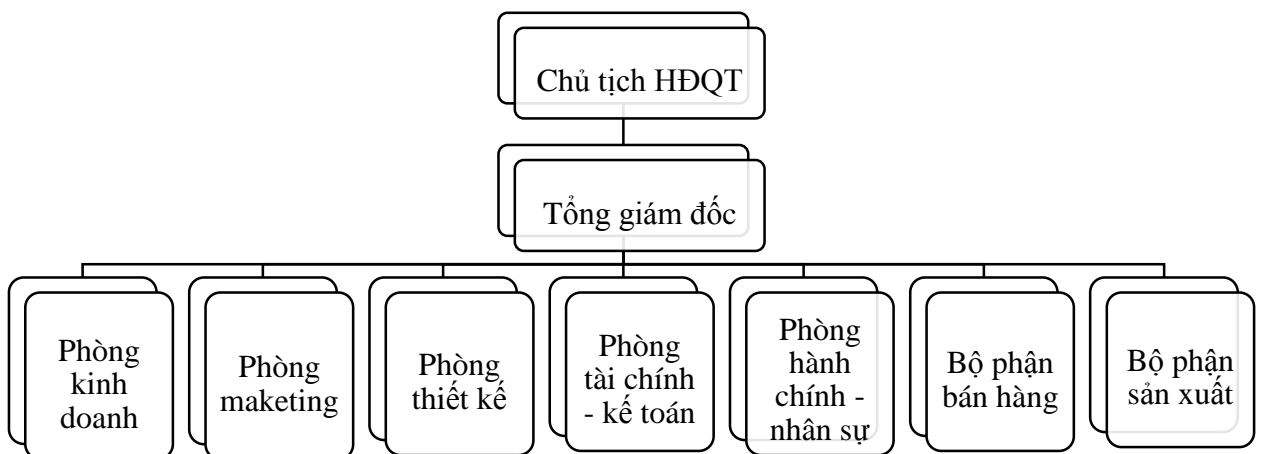 Chủ tịch HĐQT
Tổng giám đốc
Phòng
kinh
doanh
Phòng
maketing
Phòng
thiết kế
Phòng
tài chính
- kế toán
Phòng
hành
chính -
nhân sự
Bộ phận
bán hàng
Bộ phận
sản xuất